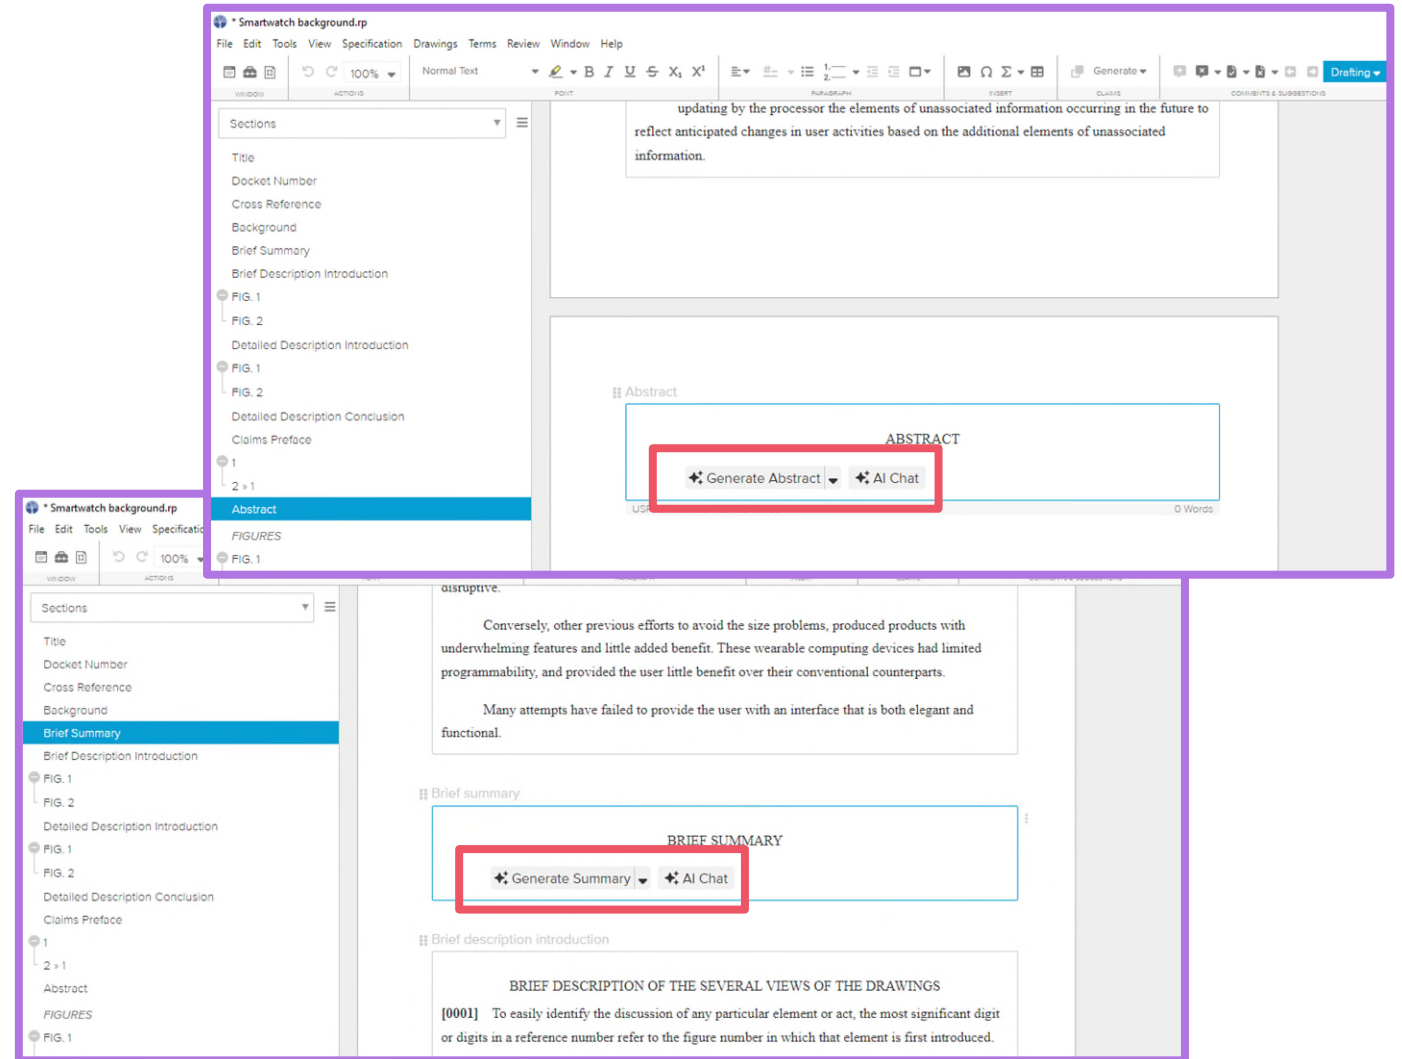 * Smartwatch background.rp
File Edit Tools View Specification Drawings Terms Review Window Help
100% Normal Text B I U S X₁ X¹ Generate Drafting
WINDOW ACTIONS FONT PARAGRAPH INSERT CLAIMS COMMENTS & SUGGESTIONS
Sections
Title
Docket Number
Cross Reference
Background
Brief Summary
Brief Description Introduction
FIG. 1
FIG. 2
Detailed Description Introduction
FIG. 1
FIG. 2
Detailed Description Conclusion
Claims Preface
1
2 » 1
Abstract
FIGURES
FIG. 1
updating by the processor the elements of unassociated information occurring in the future to
reflect anticipated changes in user activities based on the additional elements of unassociated
information.
Abstract
ABSTRACT
Generate Abstract AI Chat
0 Words
* Smartwatch background.rp
File Edit Tools View
100%
WINDOW ACTIONS
Sections
Title
Docket Number
Cross Reference
Background
Brief Summary
Brief Description Introduction
FIG. 1
FIG. 2
Detailed Description Introduction
FIG. 1
FIG. 2
Detailed Description Conclusion
Claims Preface
1
2 » 1
Abstract
FIGURES
FIG. 1
disruptive.
Conversely, other previous efforts to avoid the size problems, produced products with
underwhelming features and little added benefit. These wearable computing devices had limited
programmability, and provided the user little benefit over their conventional counterparts.
Many attempts have failed to provide the user with an interface that is both elegant and
functional.
Brief summary
BRIEF SUMMARY
Generate Summary AI Chat
Brief description introduction
BRIEF DESCRIPTION OF THE SEVERAL VIEWS OF THE DRAWINGS
[0001] To easily identify the discussion of any particular element or act, the most significant digit
or digits in a reference number refer to the figure number in which that element is first introduced.